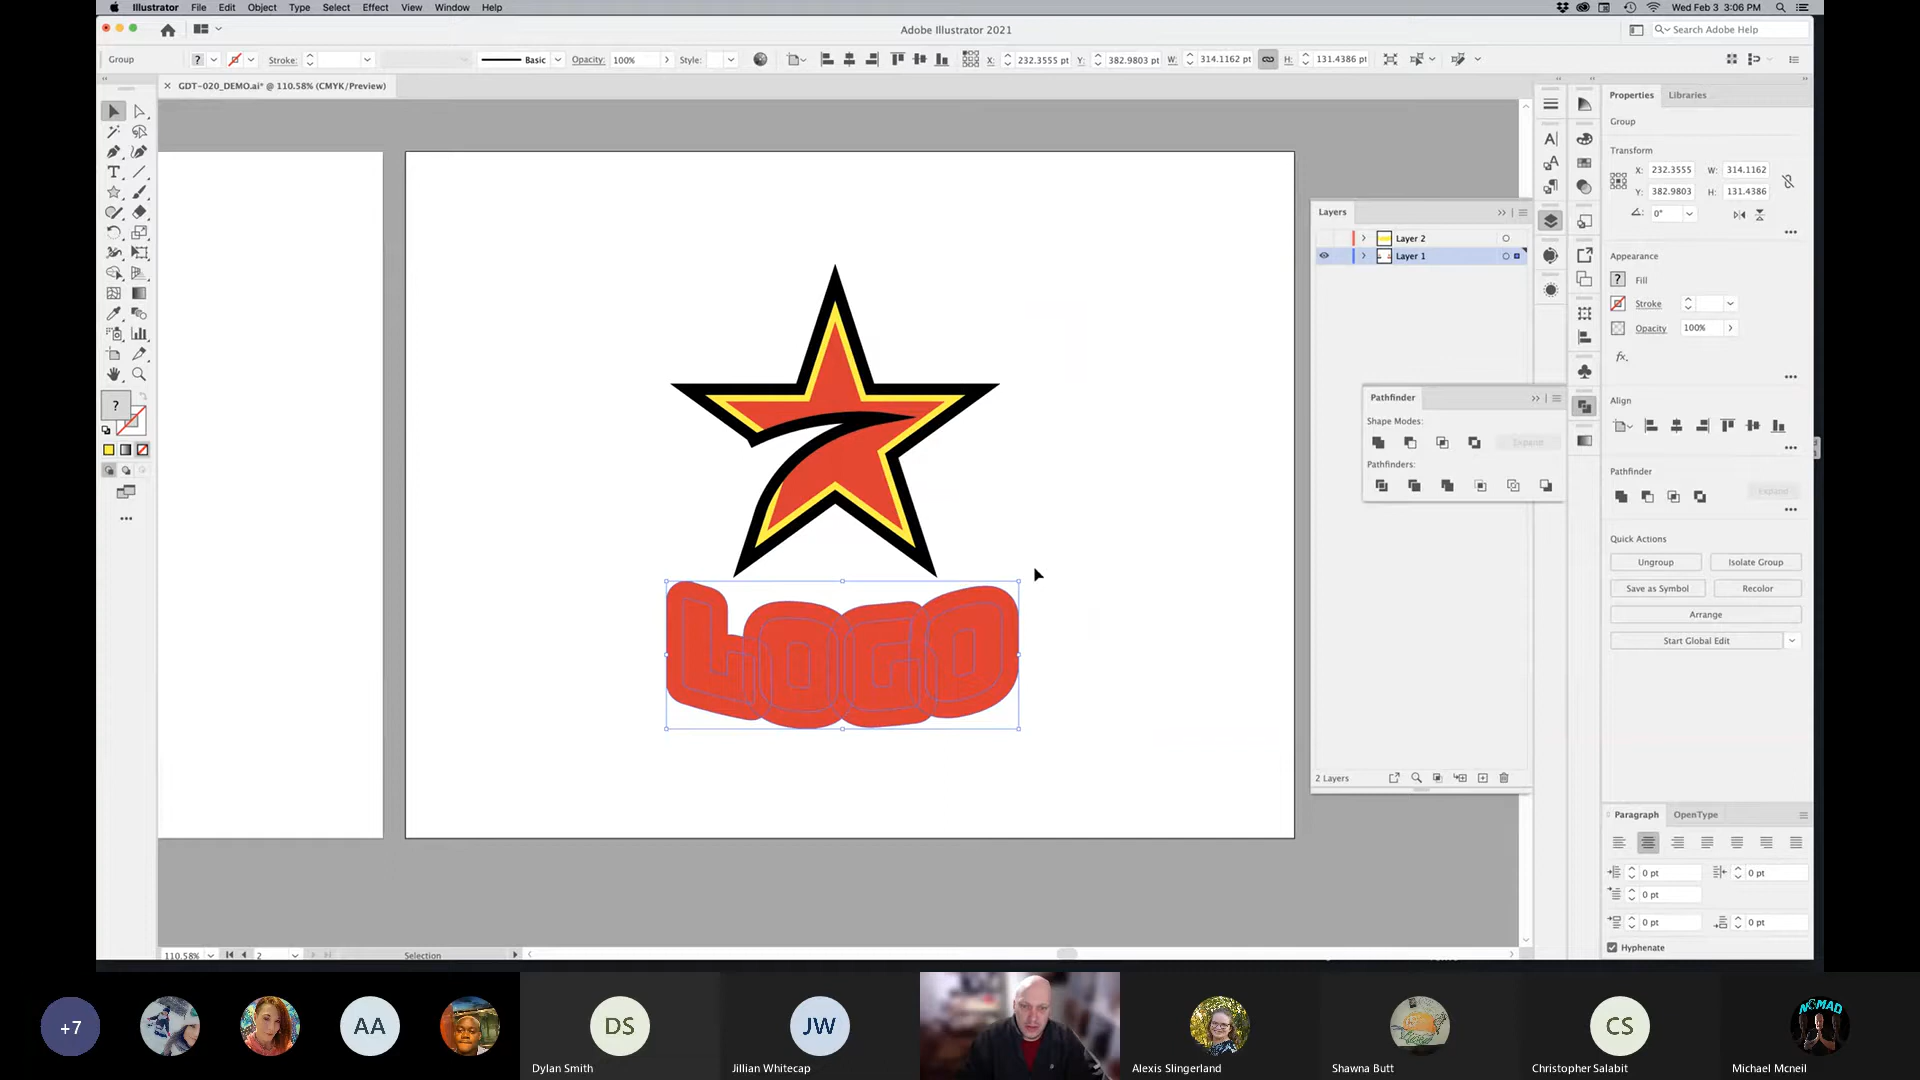 Illustrator File Edit Object Type Select Effect View Window Help
Wed Feb 3 3:06 PM
Adobe Illustrator 2021
Search Adobe Help
Group
?
Stroke:
Basic
Opacity: 100%
Style:
X: 232.3555 pt
Y: 382.9803 pt
W: 314.1162 pt
H: 131.4386 pt
× GDT-020_DEMO.ai* @ 110.58% (CMYK/Preview)
Properties
Libraries
Group
Transform
X: 232.3555 W: 314.1162
Y: 382.9803 H: 131.4386
0°
Appearance
? Fill
Stroke
Opacity 100%
fx.
Align
Pathfinder
Expand
Quick Actions
Ungroup
Isolate Group
Save as Symbol
Recolor
Arrange
Start Global Edit
Paragraph
OpenType
0 pt
0 pt
0 pt
0 pt
0 pt
Hyphenate
Layers
Layer 2
Layer 1
2 Layers
Pathfinder
Shape Modes:
Expand
Pathfinders:
?
LOGO
110.58%
2
Selection
+7
AA
DS
Dylan Smith
JW
Jillian Whitecap
Alexis Slingerland
Shawna Butt
CS
Christopher Salabit
NOMAD
Michael Mcneil